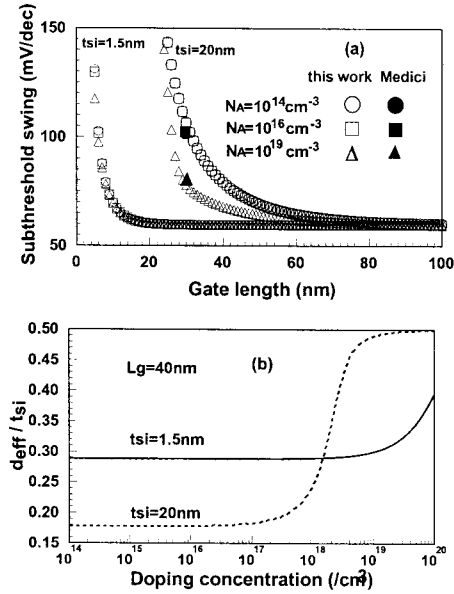 tsi=1.5nm tsi=20nm (a)
this work Medici
NA=10^14cm-3
NA=10^16cm-3
NA=10^19cm-3
Subthreshold swing (mV/dec)
150
100
50
0 20 40 60 80 100
Gate length (nm)
0.50
0.45
0.40
0.35
0.30
0.25
0.20
0.15
Lg=40nm (b)
tsi=1.5nm
tsi=20nm
deff / tsi
10^14 10^15 10^16 10^17 10^18 10^19 10^20
Doping concentration (/cm3)